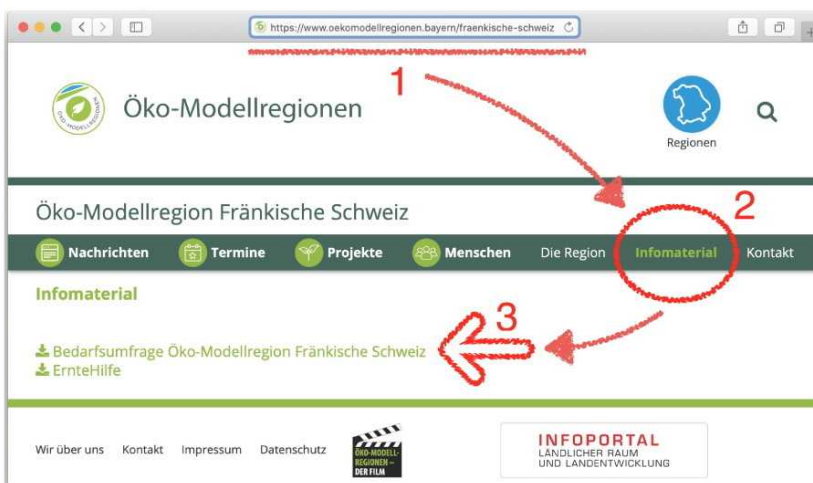 https://www.oekomodellregionen.bayern/fraenkische-schweiz
1
Öko-Modellregionen
ÖKO-MODELLREGIONEN
Regionen
Öko-Modellregion Fränkische Schweiz
2
Nachrichten Termine Projekte Menschen Die Region Infomaterial Kontakt
Infomaterial
3
Bedarfsumfrage Öko-Modellregion Fränkische Schweiz
ErnteHilfe
Wir über uns Kontakt Impressum Datenschutz
ÖKO-MODELL-
REGIONEN –
DER FILM
INFOPORTAL
LÄNDLICHER RAUM
UND LANDENTWICKLUNG